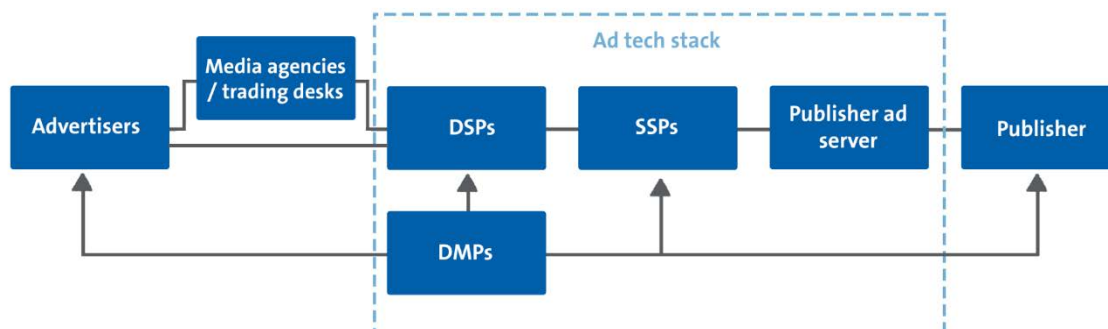 Ad tech stack
Media agencies
/ trading desks
Advertisers
DSPs
SSPs
Publisher ad
server
Publisher
DMPs